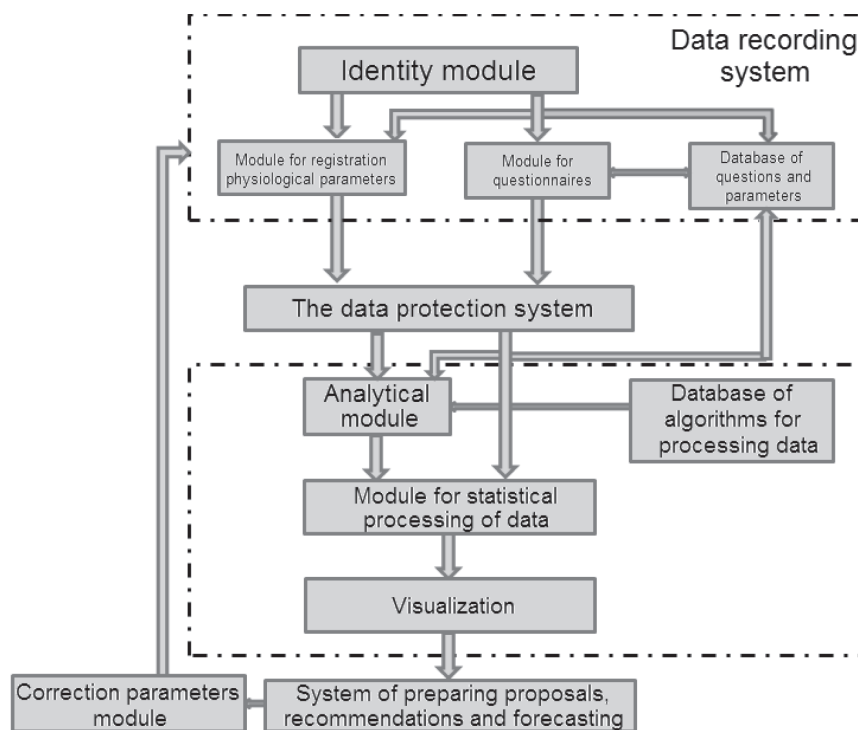 Data recording
system
Identity module
Module for registration
physiological parameters
Module for
questionnaires
Database of
questions and
parameters
The data protection system
Analytical
module
Database of
algorithms for
processing data
Module for statistical
processing of data
Visualization
Correction parameters
module
System of preparing proposals,
recommendations and forecasting